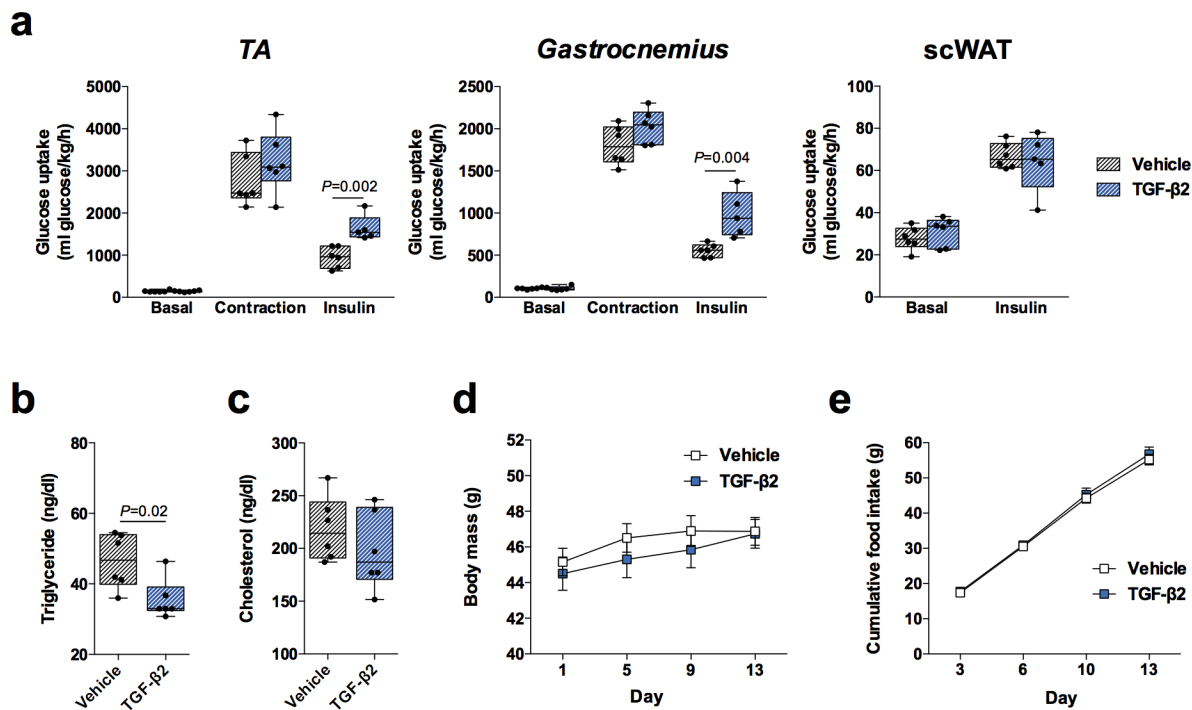 a
TA
Glucose uptake
(ml glucose/kg/h)
5000
4000
3000
2000
1000
0
P=0.002
Basal Contraction Insulin
Gastrocnemius
Glucose uptake
(ml glucose/kg/h)
2500
2000
1500
1000
500
0
P=0.004
Basal Contraction Insulin
scWAT
Glucose uptake
(ml glucose/kg/h)
80
60
40
20
0
Basal Insulin
Vehicle
TGF-β2
b
Triglyceride (ng/dl)
80
60
40
20
P=0.02
Vehicle
TGF-β2
c
Cholesterol (ng/dl)
300
250
200
150
100
Vehicle
TGF-β2
d
Body mass (g)
52
50
48
46
44
42
40
Vehicle
TGF-β2
1 5 9 13
Day
e
Cumulative food intake (g)
60
50
40
30
20
10
0
Vehicle
TGF-β2
3 6 10 13
Day